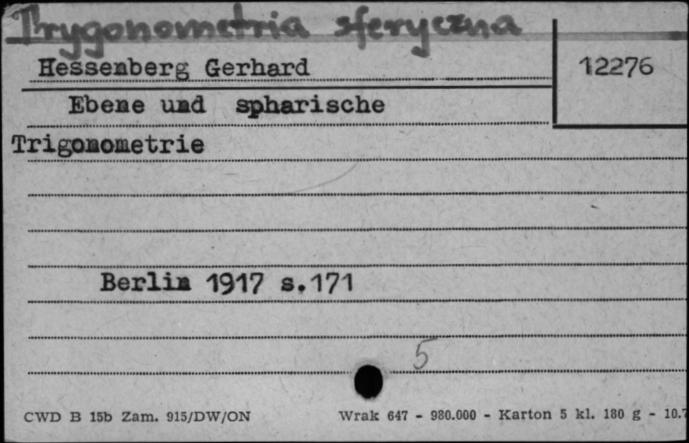 Trygonometria sferyczna
Hessenberg Gerhard
12276
Ebene und spharische
Trigonometrie
Berlin 1917 s.171
5
CWD B 15b Zam. 915/DW/ON Wrak 647 - 980.000 - Karton 5 kl. 180 g - 10.7